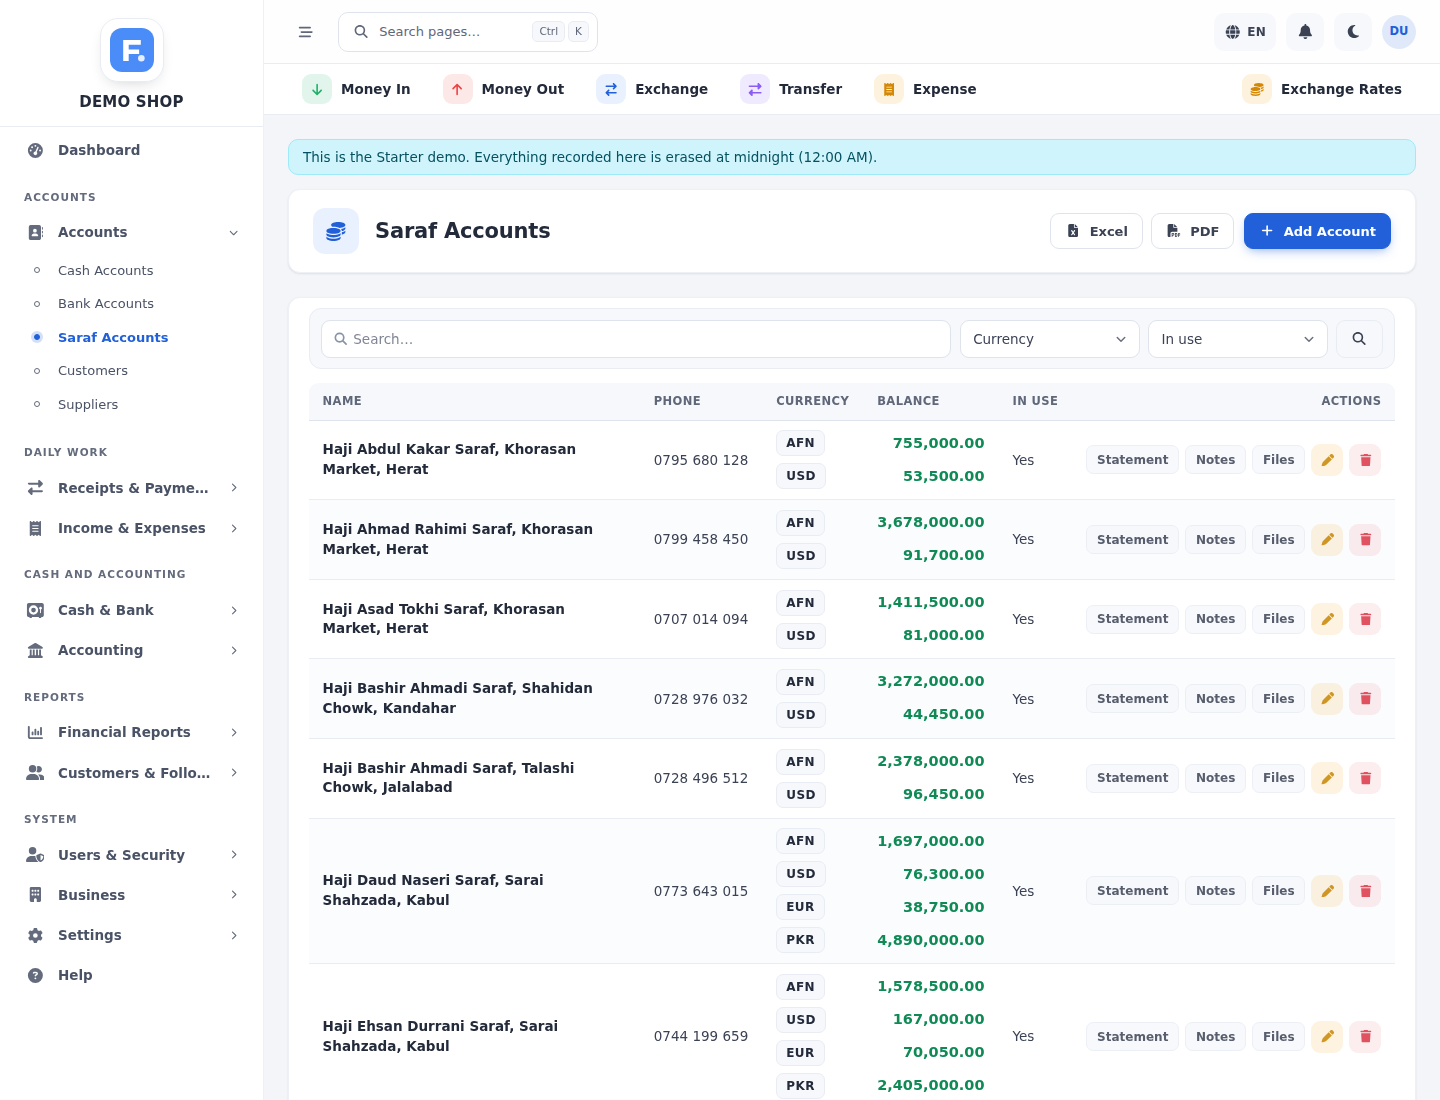 F.
DEMO SHOP
Dashboard
ACCOUNTS
Accounts
Cash Accounts
Bank Accounts
Saraf Accounts
Customers
Suppliers
DAILY WORK
Receipts & Payme...
Income & Expenses
CASH AND ACCOUNTING
Cash & Bank
Accounting
REPORTS
Financial Reports
Customers & Follo...
SYSTEM
Users & Security
Business
Settings
Help
Search pages... Ctrl K
EN
DU
Money In
Money Out
Exchange
Transfer
Expense
Exchange Rates
This is the Starter demo. Everything recorded here is erased at midnight (12:00 AM).
Saraf Accounts
Excel
PDF
Add Account
Search...
Currency
In use
NAME PHONE CURRENCY BALANCE IN USE ACTIONS
Haji Abdul Kakar Saraf, Khorasan
Market, Herat
0795 680 128
AFN 755,000.00
USD 53,500.00
Yes
Statement Notes Files
Haji Ahmad Rahimi Saraf, Khorasan
Market, Herat
0799 458 450
AFN 3,678,000.00
USD 91,700.00
Yes
Statement Notes Files
Haji Asad Tokhi Saraf, Khorasan
Market, Herat
0707 014 094
AFN 1,411,500.00
USD 81,000.00
Yes
Statement Notes Files
Haji Bashir Ahmadi Saraf, Shahidan
Chowk, Kandahar
0728 976 032
AFN 3,272,000.00
USD 44,450.00
Yes
Statement Notes Files
Haji Bashir Ahmadi Saraf, Talashi
Chowk, Jalalabad
0728 496 512
AFN 2,378,000.00
USD 96,450.00
Yes
Statement Notes Files
Haji Daud Naseri Saraf, Sarai
Shahzada, Kabul
0773 643 015
AFN 1,697,000.00
USD 76,300.00
EUR 38,750.00
PKR 4,890,000.00
Yes
Statement Notes Files
Haji Ehsan Durrani Saraf, Sarai
Shahzada, Kabul
0744 199 659
AFN 1,578,500.00
USD 167,000.00
EUR 70,050.00
PKR 2,405,000.00
Yes
Statement Notes Files